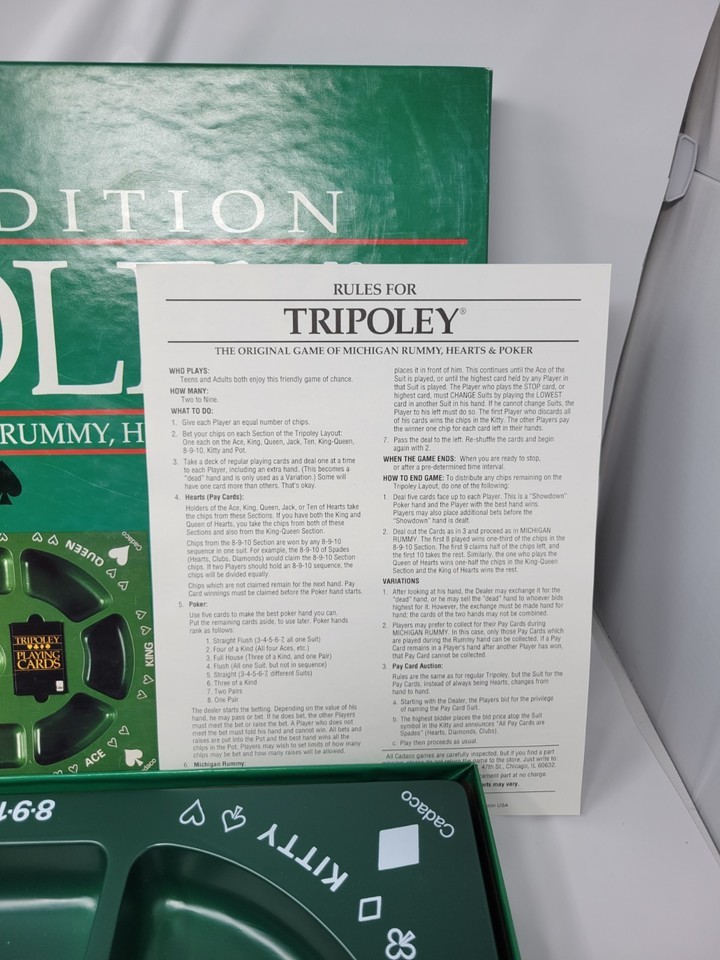 DITION
OLE
RUMMY, H
QUEEN
Cadaco
KING
ACE
Cadaco
TRIPOLEY
PLAYING
CARDS
RULES FOR
TRIPOLEY®
THE ORIGINAL GAME OF MICHIGAN RUMMY, HEARTS & POKER
WHO PLAYS:
Teens and Adults both enjoy this friendly game of chance.
HOW MANY:
Two to Nine.
WHAT TO DO:
1. Give each Player an equal number of chips.
2. Bet your chips on each Section of the Tripoley Layout:
One each on the Ace, King, Queen, Jack, Ten, King-Queen,
8-9-10, Kitty and Pot.
3. Take a deck of regular playing cards and deal one at a time
to each Player, including an extra hand. (This becomes a
"dead" hand and is only used as a Variation.) Some will
have one card more than others. That's okay.
4. Hearts (Pay Cards):
Holders of the Ace, King, Queen, Jack, or Ten of Hearts take
the chips from these Sections. If you have both the King and
Queen of Hearts, you take the chips from both of these
Sections and also from the King-Queen Section.
Chips from the 8-9-10 Section are won by any 8-9-10
sequence in one suit. For example, the 8-9-10 of Spades
(Hearts, Clubs, Diamonds) would claim the 8-9-10 Section
chips. If two Players should hold an 8-9-10 sequence, the
chips will be divided equally.
Chips which are not claimed remain for the next hand. Pay
Card winnings must be claimed before the Poker hand starts.
5. Poker:
Use five cards to make the best poker hand you can.
Put the remaining cards aside, to use later. Poker hands
rank as follows:
1. Straight Flush (3-4-5-6-7 all one Suit)
2. Four of a Kind (All four Aces, etc.)
3. Full House (Three of a Kind, and one Pair)
4. Flush (All one suit, but not in sequence)
5. Straight (3-4-5-6-7 different Suits)
6. Three of a Kind
7. Two Pairs
8. One Pair
The dealer starts the betting. Depending on the value of his
hand, he may pass or bet. If he does bet, the other Players
must meet the bet or raise the bet. A Player who does not
meet the bet must fold his hand and cannot win. All bets and
raises are put into the Pot and the best hand wins all the
chips in the Pot. Players may wish to set limits of how many
chips may be bet and how many raises will be allowed.
6. Michigan Rummy:
places it in front of him. This continues until the Ace of the
Suit is played, or until the highest card held by any Player in
that Suit is played. The Player who plays the STOP card, or
highest card, must CHANGE Suits by playing the LOWEST
card in another Suit in his hand. If he cannot change Suits, the
Player to his left must do so. The first Player who discards all
of his cards wins the chips in the Kitty. The other Players pay
the winner one chip for each card left in their hands.
7. Pass the deal to the left. Re-shuffle the cards and begin
again with 2.
WHEN THE GAME ENDS: When you are ready to stop,
or after a pre-determined time interval.
HOW TO END GAME: To distribute any chips remaining on the
Tripoley Layout, do one of the following:
1. Deal five cards face up to each Player. This is a "Showdown"
Poker hand and the Player with the best hand wins.
Players may also place additional bets before the
"Showdown" hand is dealt.
2. Deal out the Cards as in 3 and proceed as in MICHIGAN
RUMMY. The first 8 played wins one-third of the chips in the
8-9-10 Section. The first 9 claims half of the chips left, and
the first 10 takes the rest. Similarly, the one who plays the
Queen of Hearts wins one-half the chips in the King-Queen
Section and the King of Hearts wins the rest.
VARIATIONS
1. After looking at his hand, the Dealer may exchange it for the
"dead" hand, or he may sell the "dead" hand to whoever bids
highest for it. However, the exchange must be made hand for
hand; the cards of the two hands may not be combined.
2. Players may prefer to collect for their Pay Cards during
MICHIGAN RUMMY. In this case, only those Pay Cards which
are played during the Rummy hand can be collected. If a Pay
Card remains in a Player's hand after another Player has won,
that Pay Card cannot be collected.
3. Pay Card Auction:
Rules are the same as for regular Tripoley, but the Suit for the
Pay Cards, instead of always being Hearts, changes from
hand to hand.
a. Starting with the Dealer, the Players bid for the privilege
of naming the Pay Card Suit.
b. The highest bidder places the bid price atop the Suit
symbol in the Kitty and announces "All Pay Cards are
Spades" (Hearts, Diamonds, Clubs).
c. Play then proceeds as usual.
All Cadaco games are carefully inspected, but if you find a part
the game to the store. Just write to
47th St., Chicago, IL 60632.
cement part at no charge.
ts may vary.
USA
8·9·1
KITTY
Cadaco